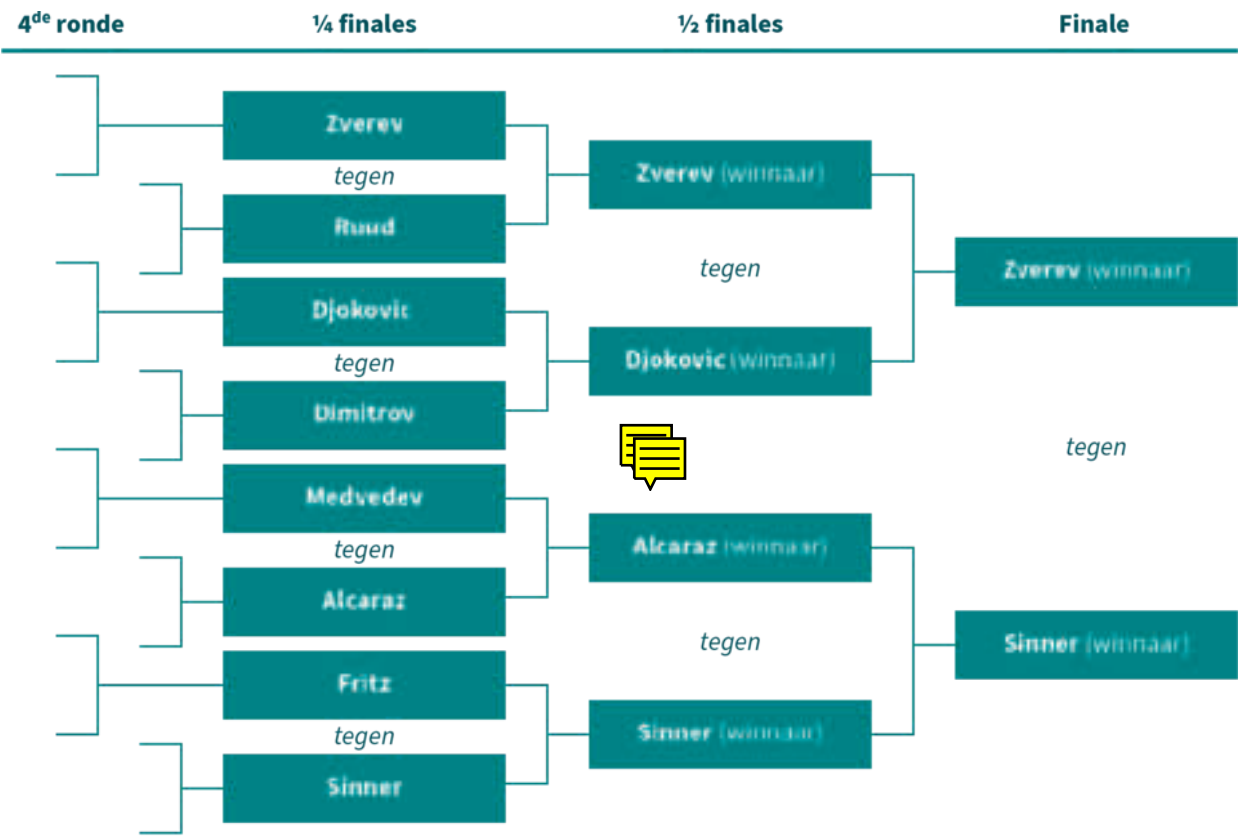 4de ronde ¼ finales ½ finales Finale
Zverev
tegen
Ruud
Djokovic
tegen
Dimitrov
Medvedev
tegen
Alcaraz
Fritz
tegen
Sinner
Zverev (winnaar)
tegen
Djokovic (winnaar)
Alcaraz (winnaar)
tegen
Sinner (winnaar)
Zverev (winnaar)
tegen
Sinner (winnaar)